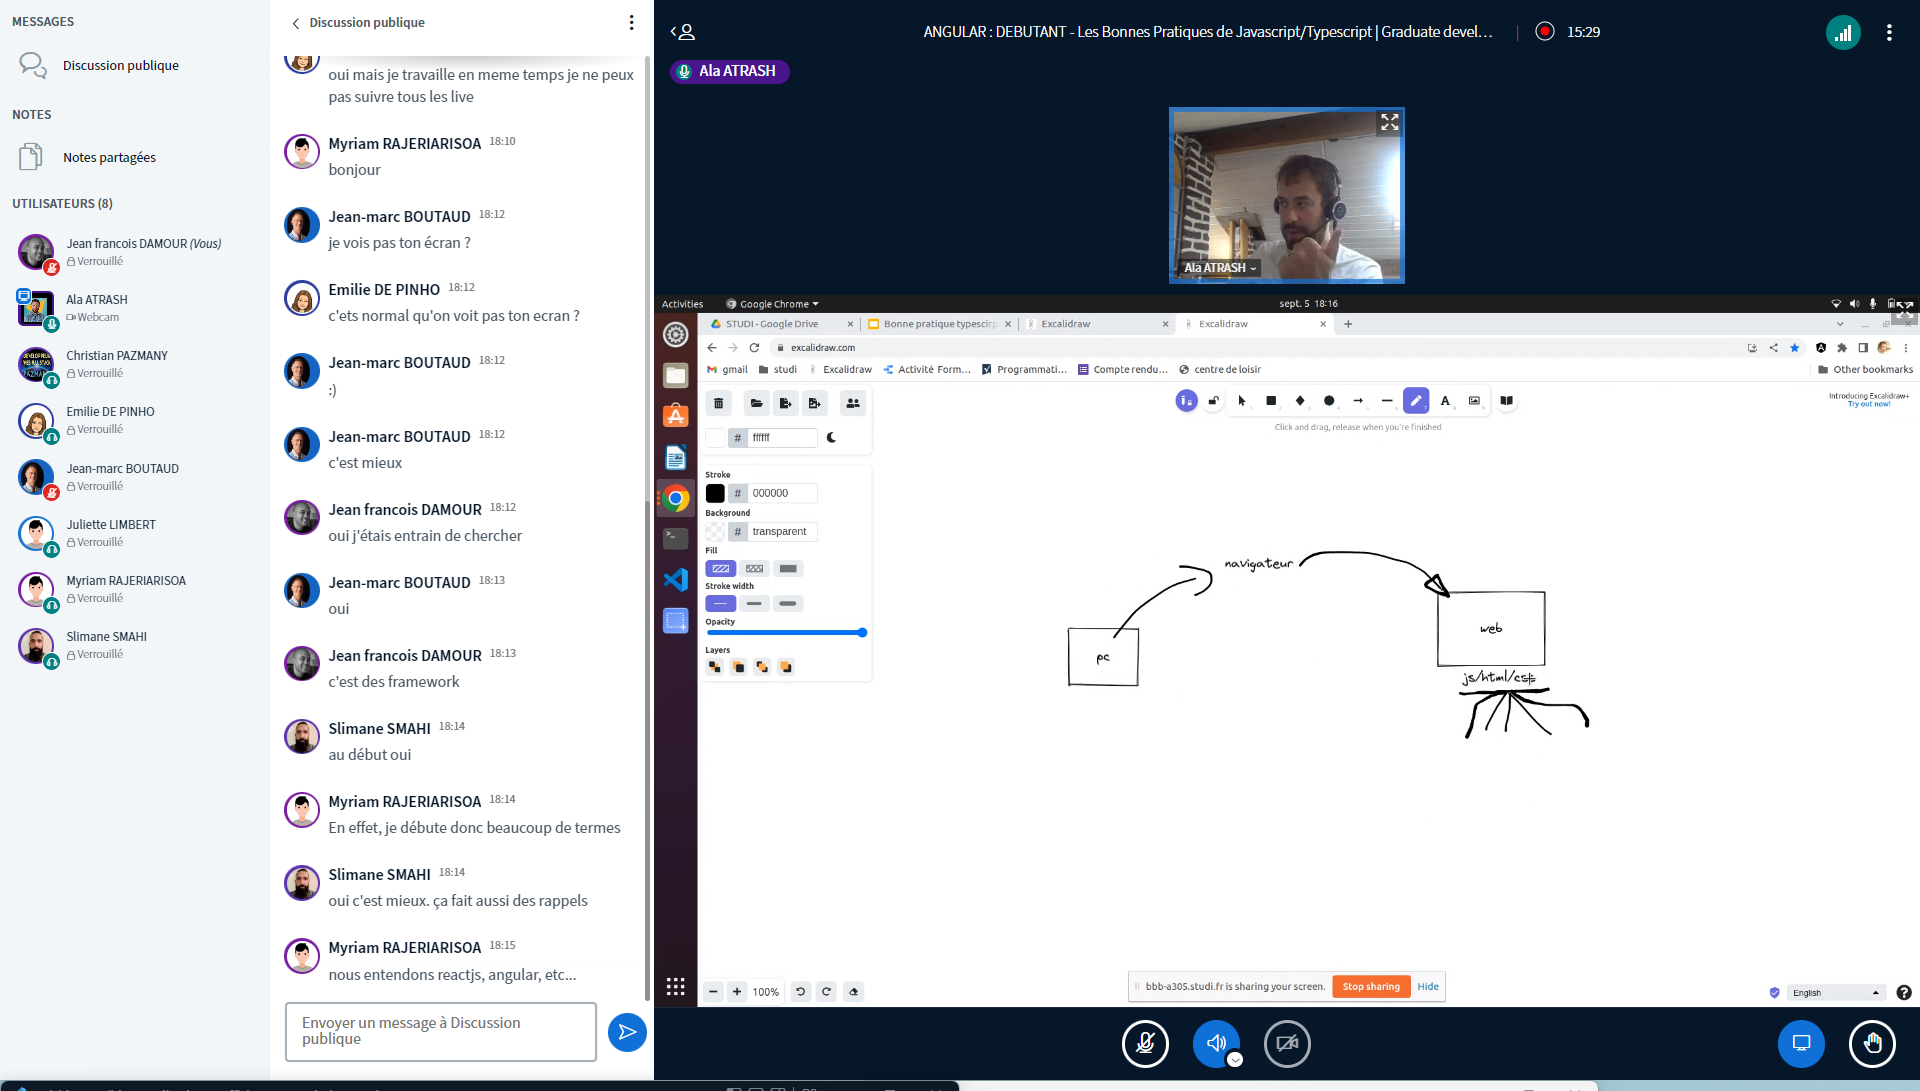 MESSAGES
Discussion publique
NOTES
Notes partagées
UTILISATEURS (8)
Jean francois DAMOUR (Vous)
Verrouillé
Ala ATRASH
Webcam
Christian PAZMANY
Verrouillé
Emilie DE PINHO
Verrouillé
Jean-marc BOUTAUD
Verrouillé
Juliette LIMBERT
Verrouillé
Myriam RAJERIARISOA
Verrouillé
Slimane SMAHI
Verrouillé
Discussion publique
oui mais je travaille en meme temps je ne peux
pas suivre tous les live
Myriam RAJERIARISOA 18:10
bonjour
Jean-marc BOUTAUD 18:12
je vois pas ton écran ?
Emilie DE PINHO 18:12
c'ets normal qu'on voit pas ton ecran ?
Jean-marc BOUTAUD 18:12
:)
Jean-marc BOUTAUD 18:12
c'est mieux
Jean francois DAMOUR 18:12
oui j'étais entrain de chercher
Jean-marc BOUTAUD 18:13
oui
Jean francois DAMOUR 18:13
c'est des framework
Slimane SMAHI 18:14
au début oui
Myriam RAJERIARISOA 18:14
En effet, je débute donc beaucoup de termes
Slimane SMAHI 18:14
oui c'est mieux. ça fait aussi des rappels
Myriam RAJERIARISOA 18:15
nous entendons reactjs, angular, etc...
Envoyer un message à Discussion
publique
ANGULAR : DEBUTANT - Les Bonnes Pratiques de Javascript/Typescript | Graduate devel...
15:29
Ala ATRASH
Ala ATRASH
Activities
Google Chrome
sept. 5 18:16
STUDI - Google Drive
Bonne pratique typescirp
Excalidraw
Excalidraw
excalidraw.com
gmail
studi
Excalidraw
Activité Form...
Programmati...
Compte rendu...
centre de loisir
Other bookmarks
Click and drag, release when you're finished
Introducing Excalidraw+
Try out now!
# ffffff
Stroke
# 000000
Background
# transparent
Fill
Stroke width
Opacity
Layers
navigateur
pc
web
js/html/css
100%
bbb-a305.studi.fr is sharing your screen.
Stop sharing
Hide
English